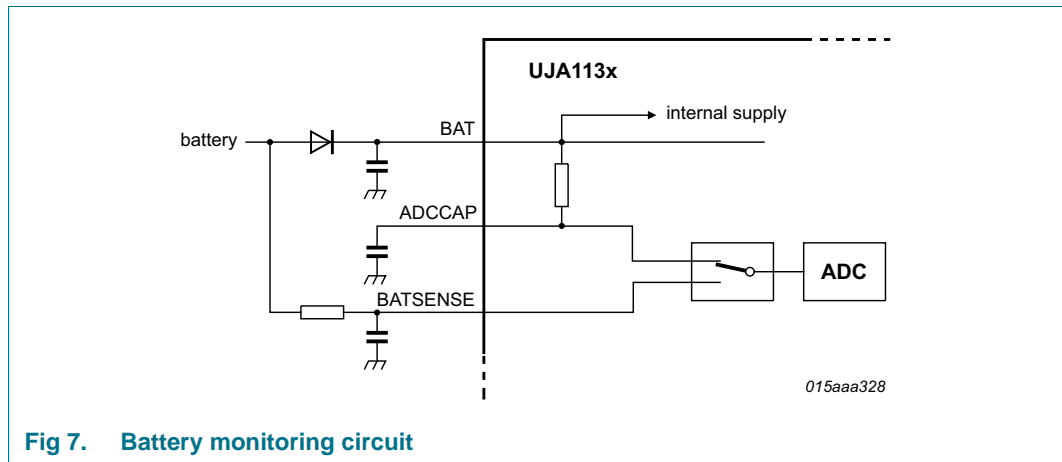 UJA113x
internal supply
BAT
battery
ADCCAP
ADC
BATSENSE
015aaa328
Fig 7. Battery monitoring circuit